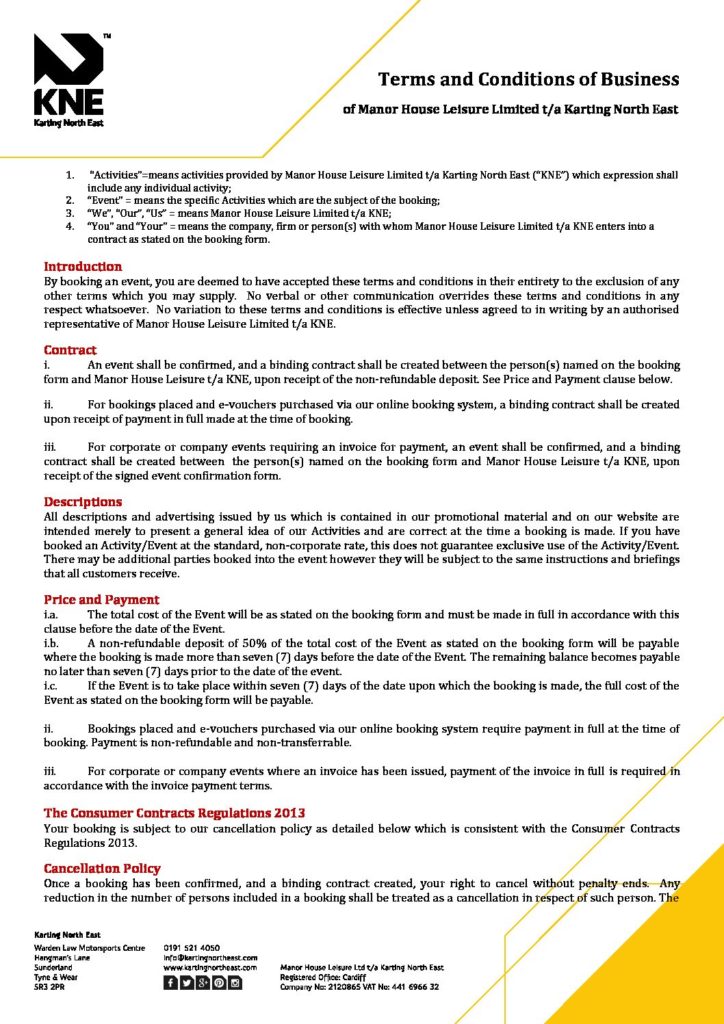 TM
KNE
Karting North East
Terms and Conditions of Business
of Manor House Leisure Limited t/a Karting North East
1. "Activities"=means activities provided by Manor House Leisure Limited t/a Karting North East ("KNE") which expression shall
include any individual activity;
2. "Event" = means the specific Activities which are the subject of the booking;
3. "We", "Our", "Us" = means Manor House Leisure Limited t/a KNE;
4. "You" and "Your" = means the company, firm or person(s) with whom Manor House Leisure Limited t/a KNE enters into a
contract as stated on the booking form.
Introduction
By booking an event, you are deemed to have accepted these terms and conditions in their entirety to the exclusion of any
other terms which you may supply. No verbal or other communication overrides these terms and conditions in any
respect whatsoever. No variation to these terms and conditions is effective unless agreed to in writing by an authorised
representative of Manor House Leisure Limited t/a KNE.
Contract
i. An event shall be confirmed, and a binding contract shall be created between the person(s) named on the booking
form and Manor House Leisure t/a KNE, upon receipt of the non-refundable deposit. See Price and Payment clause below.
ii. For bookings placed and e-vouchers purchased via our online booking system, a binding contract shall be created
upon receipt of payment in full made at the time of booking.
iii. For corporate or company events requiring an invoice for payment, an event shall be confirmed, and a binding
contract shall be created between the person(s) named on the booking form and Manor House Leisure t/a KNE, upon
receipt of the signed event confirmation form.
Descriptions
All descriptions and advertising issued by us which is contained in our promotional material and on our website are
intended merely to present a general idea of our Activities and are correct at the time a booking is made. If you have
booked an Activity/Event at the standard, non-corporate rate, this does not guarantee exclusive use of the Activity/Event.
There may be additional parties booked into the event however they will be subject to the same instructions and briefings
that all customers receive.
Price and Payment
i.a. The total cost of the Event will be as stated on the booking form and must be made in full in accordance with this
clause before the date of the Event.
i.b. A non-refundable deposit of 50% of the total cost of the Event as stated on the booking form will be payable
where the booking is made more than seven (7) days before the date of the Event. The remaining balance becomes payable
no later than seven (7) days prior to the date of the event.
i.c. If the Event is to take place within seven (7) days of the date upon which the booking is made, the full cost of the
Event as stated on the booking form will be payable.
ii. Bookings placed and e-vouchers purchased via our online booking system require payment in full at the time of
booking. Payment is non-refundable and non-transferrable.
iii. For corporate or company events where an invoice has been issued, payment of the invoice in full is required in
accordance with the invoice payment terms.
The Consumer Contracts Regulations 2013
Your booking is subject to our cancellation policy as detailed below which is consistent with the Consumer Contracts
Regulations 2013.
Cancellation Policy
Once a booking has been confirmed, and a binding contract created, your right to cancel without penalty ends. Any
reduction in the number of persons included in a booking shall be treated as a cancellation in respect of such person. The
Karting North East
Warden Law Motorsports Centre
Hangman's Lane
Sunderland
Tyne & Wear
SR3 2PR
0191 521 4050
info@kartingnortheast.com
www.kartingnortheast.com
Manor House Leisure Ltd t/a Karting North East
Registered Office: Cardiff
Company No: 2120865 VAT No: 441 6966 32